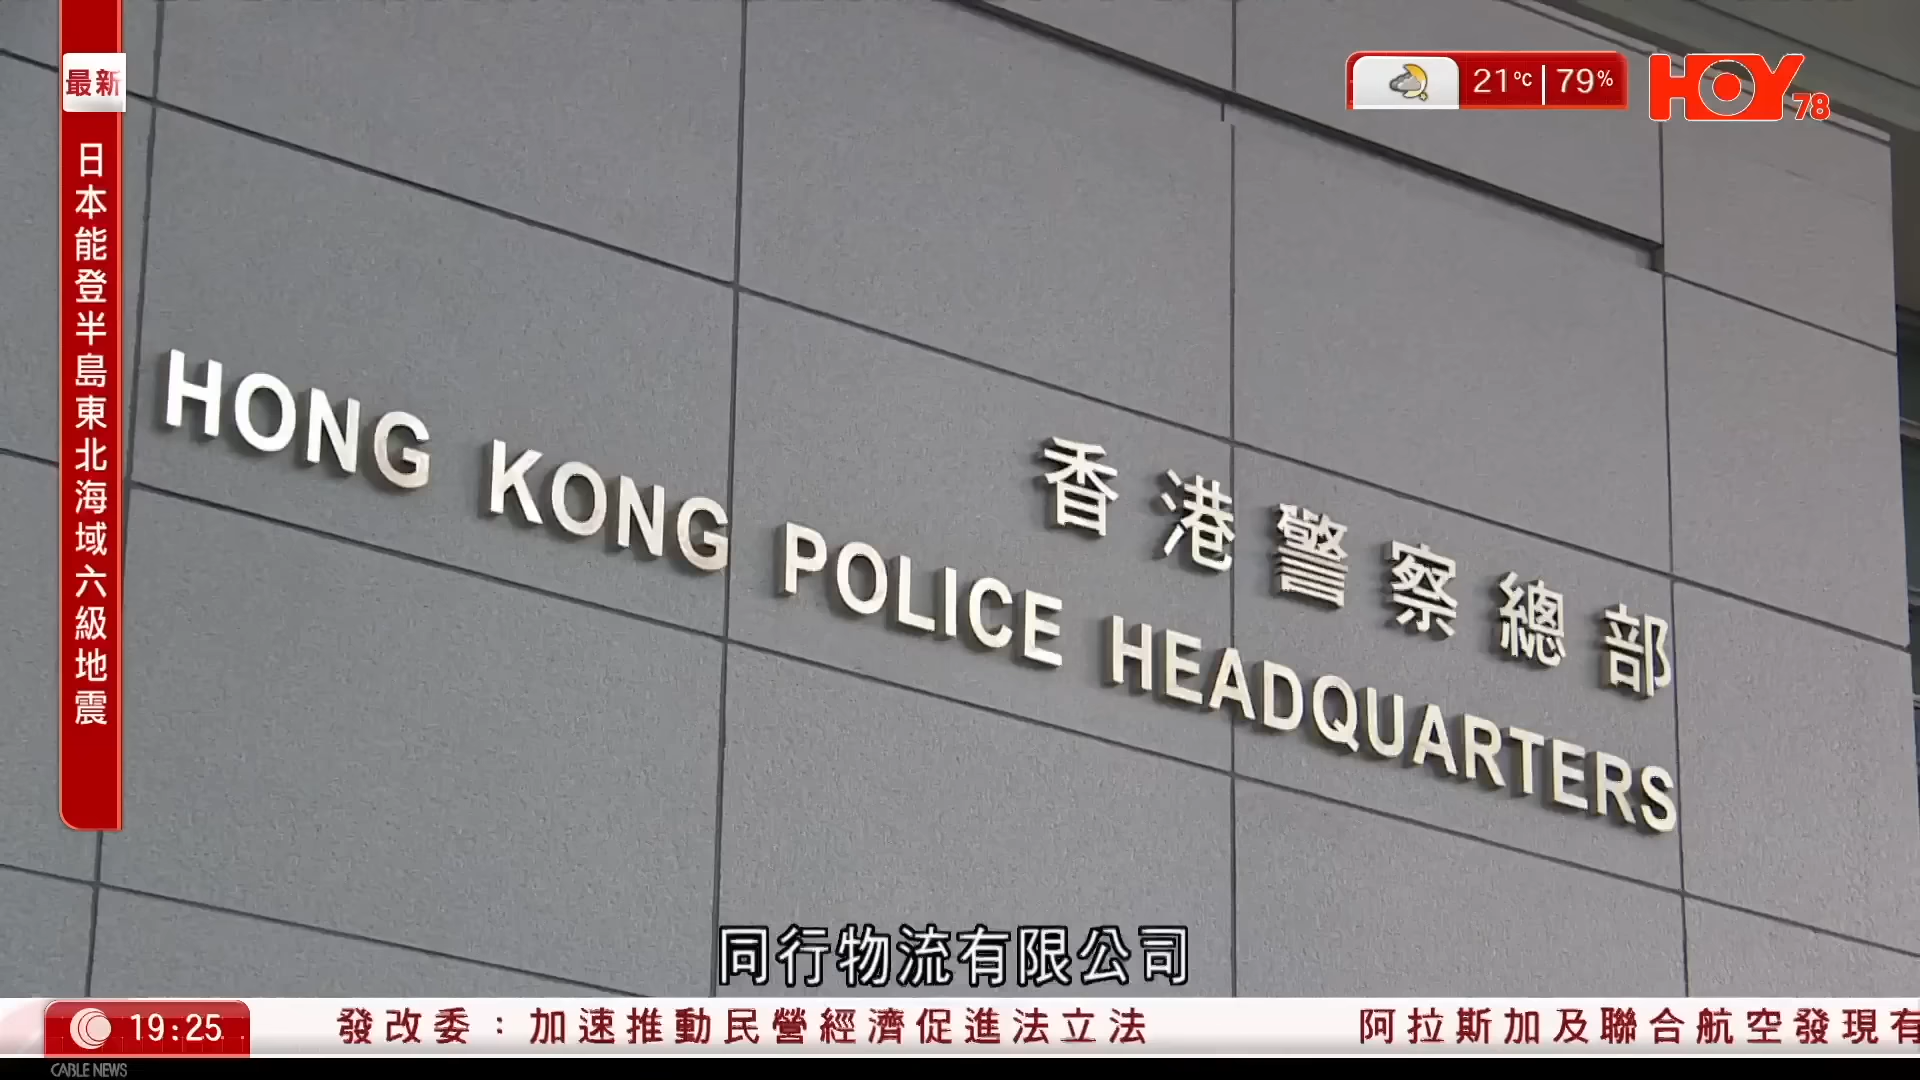 最新
日本能登半島東北海域六級地震
21°C | 79%
HOY 78
香港警察總部
HONG KONG POLICE HEADQUARTERS
同行物流有限公司
19:25
發改委：加速推動民營經濟促進法立法
阿拉斯加及聯合航空發現有
CABLE NEWS